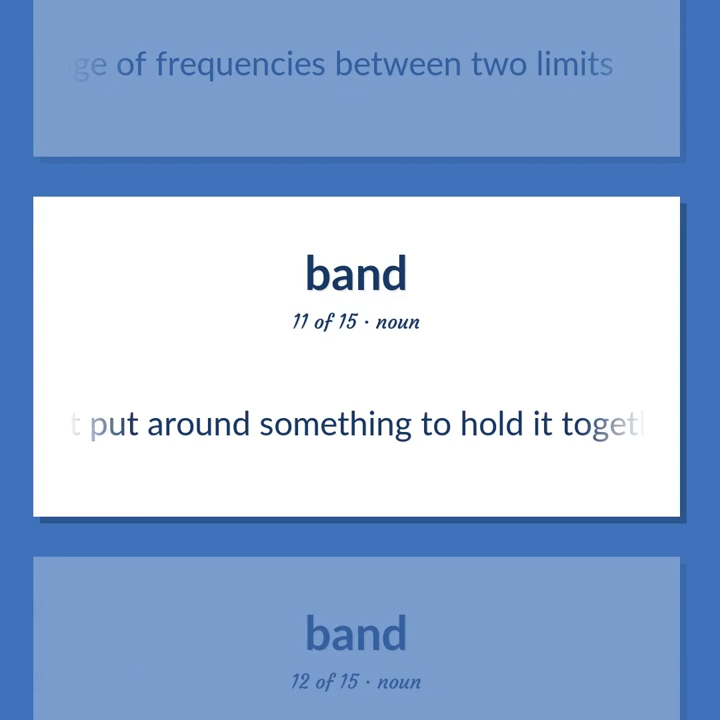 of frequencies between two limits
band
11 of 15 · noun
put around something to hold it
band
12 of 15 · noun